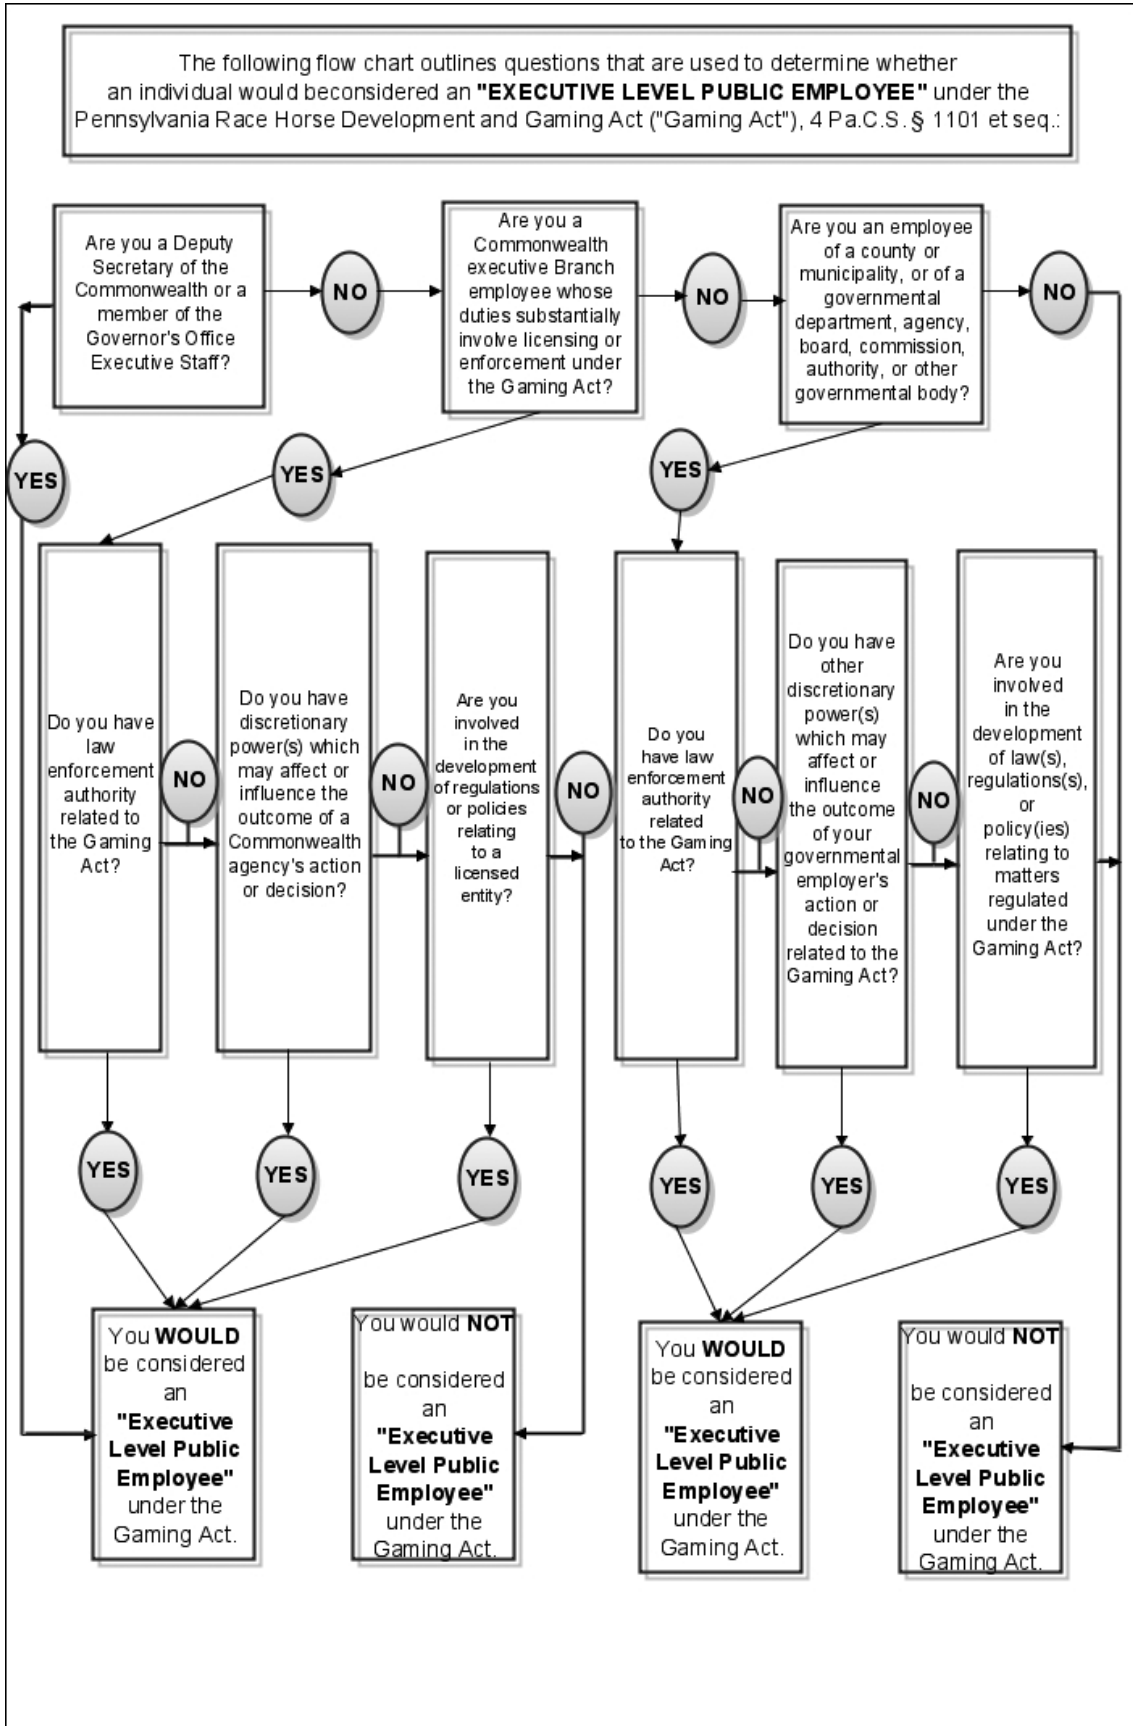 The following flow chart outlines questions that are used to determine whether
an individual would beconsidered an "EXECUTIVE LEVEL PUBLIC EMPLOYEE" under the
Pennsylvania Race Horse Development and Gaming Act ("Gaming Act"), 4 Pa.C.S. § 1101 et seq.:
Are you a Deputy
Secretary of the
Commonwealth or a
member of the
Governor's Office
Executive Staff?
NO
Are you a
Commonwealth
executive Branch
employee whose
duties substantially
involve licensing or
enforcement under
the Gaming Act?
NO
Are you an employee
of a county or
municipality, or of a
governmental
department, agency,
board, commission,
authority, or other
governmental body?
NO
YES
YES
YES
Do you have
law
enforcement
authority
related to
the Gaming
Act?
NO
Do you have
discretionary
power(s) which
may affect or
influence the
outcome of a
Commonwealth
agency's action
or decision?
NO
Are you
involved
in the
development
of regulations
or policies
relating
to a
licensed
entity?
NO
Do you
have law
enforcement
authority
related
to the Gaming
Act?
NO
Do you have
other
discretionary
power(s)
which may
affect or
influence
the outcome
of your
governmental
employer's
action or
decision
related to the
Gaming Act?
NO
Are you
involved
in the
development
of law(s),
regulations(s),
or
policy(ies)
relating to
matters
regulated
under the
Gaming Act?
YES
YES
YES
YES
YES
YES
You WOULD
be considered
an
"Executive
Level Public
Employee"
under the
Gaming Act.
You would NOT
be considered
an
"Executive
Level Public
Employee"
under the
Gaming Act.
You WOULD
be considered
an
"Executive
Level Public
Employee"
under the
Gaming Act.
You would NOT
be considered
an
"Executive
Level Public
Employee"
under the
Gaming Act.